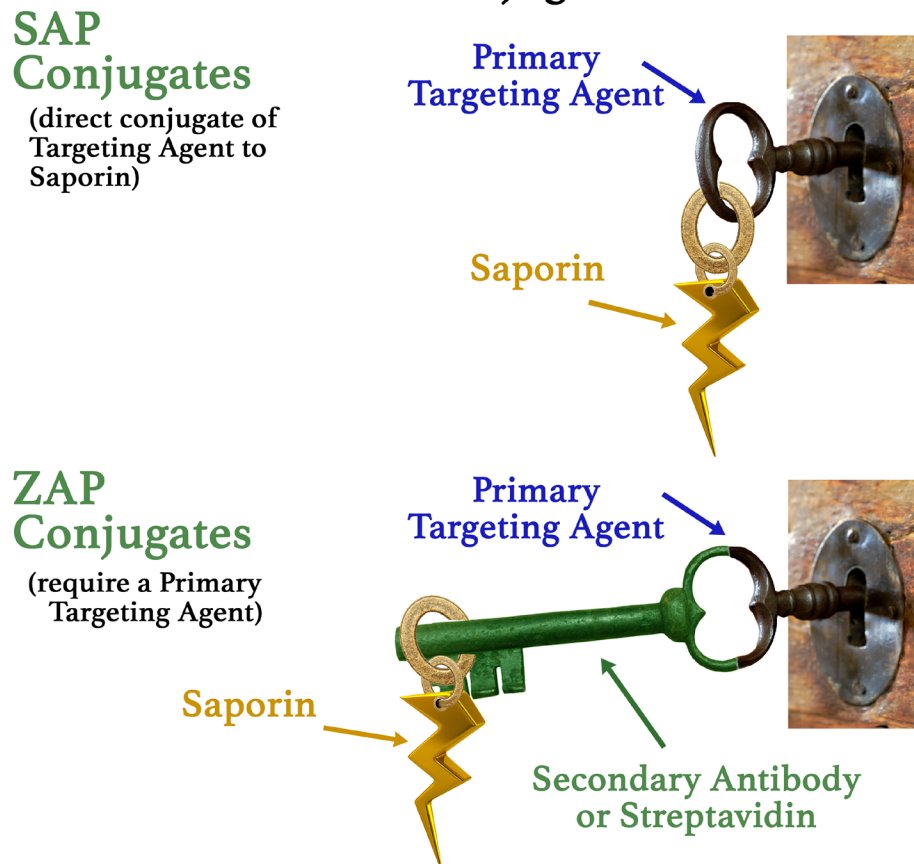 SAP
Conjugates
(direct conjugate of
Targeting Agent to
Saporin)
Primary
Targeting Agent
Saporin
ZAP
Conjugates
(require a Primary
Targeting Agent)
Primary
Targeting Agent
Saporin
Secondary Antibody
or Streptavidin